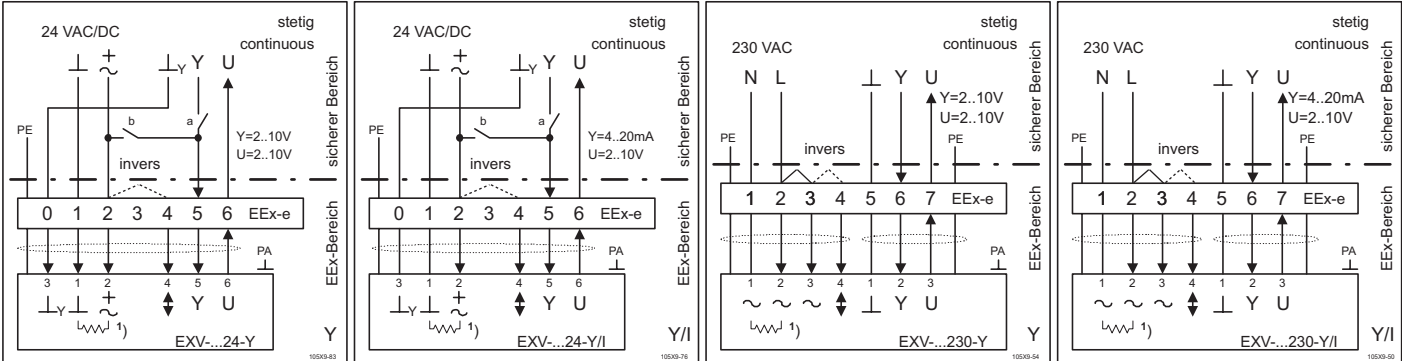 stetig
24 VAC/DC
continuous
+
Y Y U
sicherer Bereich
b a
PE
Y=2..10V
U=2..10V
invers
0 1 2 3 4 5 6 EEx-e
EEx-Bereich
PA
3 1 2 4 5 6
Y + Y U
1)
EXV-...24-Y
Y
105X9-83
stetig
24 VAC/DC
continuous
+
Y Y U
sicherer Bereich
b a
PE
Y=4..20mA
U=2..10V
invers
0 1 2 3 4 5 6 EEx-e
EEx-Bereich
PA
3 1 2 4 5 6
Y + Y U
1)
EXV-...24-Y/I
Y/I
105X9-76
stetig
230 VAC
continuous
N L Y U
sicherer Bereich
Y=2..10V
U=2..10V
PE PE
invers
1 2 3 4 5 6 7 EEx-e
EEx-Bereich
PA
1 2 3 4 1 2 3
Y U
1)
EXV-...230-Y
Y
105X9-54
stetig
230 VAC
continuous
N L Y U
sicherer Bereich
Y=4..20mA
U=2..10V
PE PE
invers
1 2 3 4 5 6 7 EEx-e
EEx-Bereich
PA
1 2 3 4 1 2 3
Y U
1)
EXV-...230-Y/I
Y/I
105X9-50